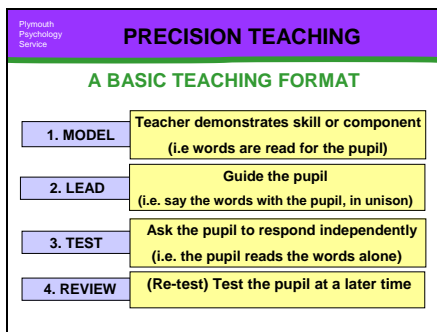 Plymouth
Psychology
Service
PRECISION TEACHING
A BASIC TEACHING FORMAT
1. MODEL
Teacher demonstrates skill or component
(i.e words are read for the pupil)
2. LEAD
Guide the pupil
(i.e. say the words with the pupil, in unison)
3. TEST
Ask the pupil to respond independently
(i.e. the pupil reads the words alone)
4. REVIEW
(Re-test) Test the pupil at a later time